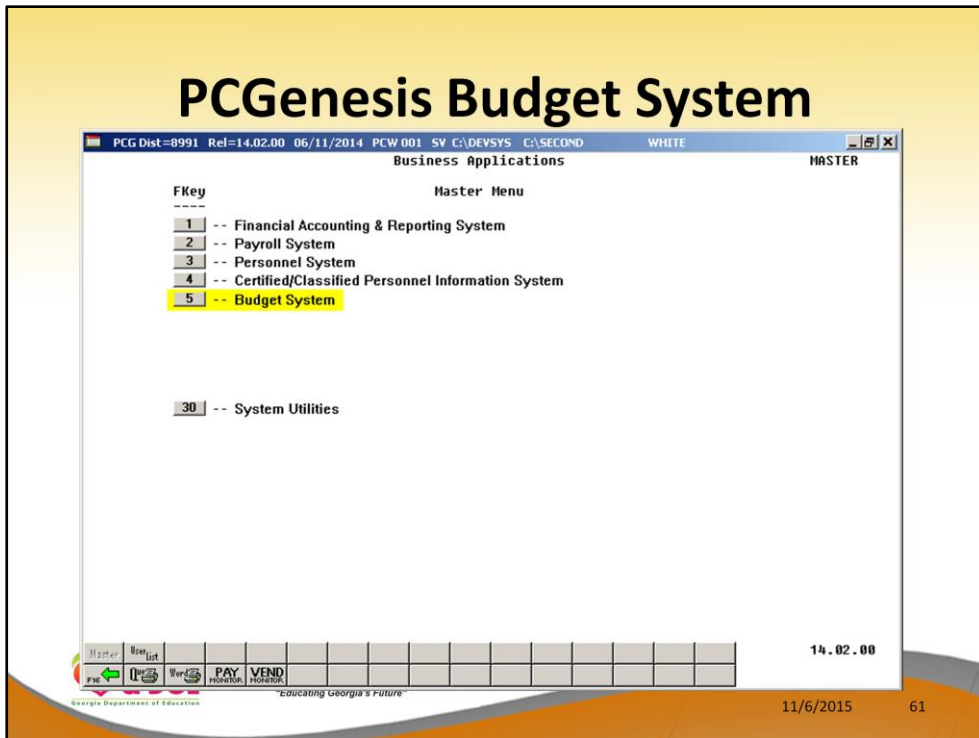 PCGenesis Budget System
PCG Dist=8991 Rel=14.02.00 06/11/2014 PCW 001 SV C:\DEVSYS C:\SECOND WHITE
Business Applications MASTER
FKey Master Menu
----
1 -- Financial Accounting & Reporting System
2 -- Payroll System
3 -- Personnel System
4 -- Certified/Classified Personnel Information System
5 -- Budget System
30 -- System Utilities
Master User List 14.02.00
F16 PAY MONITOR VEND MONITOR
"Educating Georgia's Future"
Georgia Department of Education
11/6/2015 61